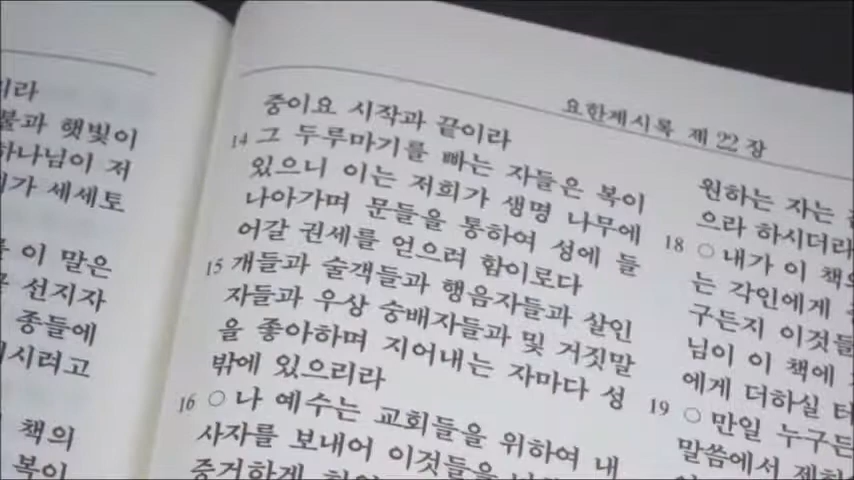 불과 햇빛이
하나님이 저
세세토
이 말은
선지자
종들에
책의
복이
요한계시록 제 22 장
중이요 시작과 끝이라
14 그 두루마기를 빠는 자들은 복이
있으니 이는 저희가 생명 나무에
나아가며 문들을 통하여 성에 들
어갈 권세를 얻으려 함이로다
15 개들과 술객들과 행음자들과 살인
자들과 우상 숭배자들과 및 거짓말
을 좋아하며 지어내는 자마다 성
밖에 있으리라
16 ○ 나 예수는 교회들을 위하여 내
사자를 보내어 이것들을
증거하게
원하는 자는
으라 하시더라
18 ○ 내가 이
는 각인에게
구든지 이것들
님이 이 책에
에게 더하실 터
19 ○ 만일 누구든
말씀에서